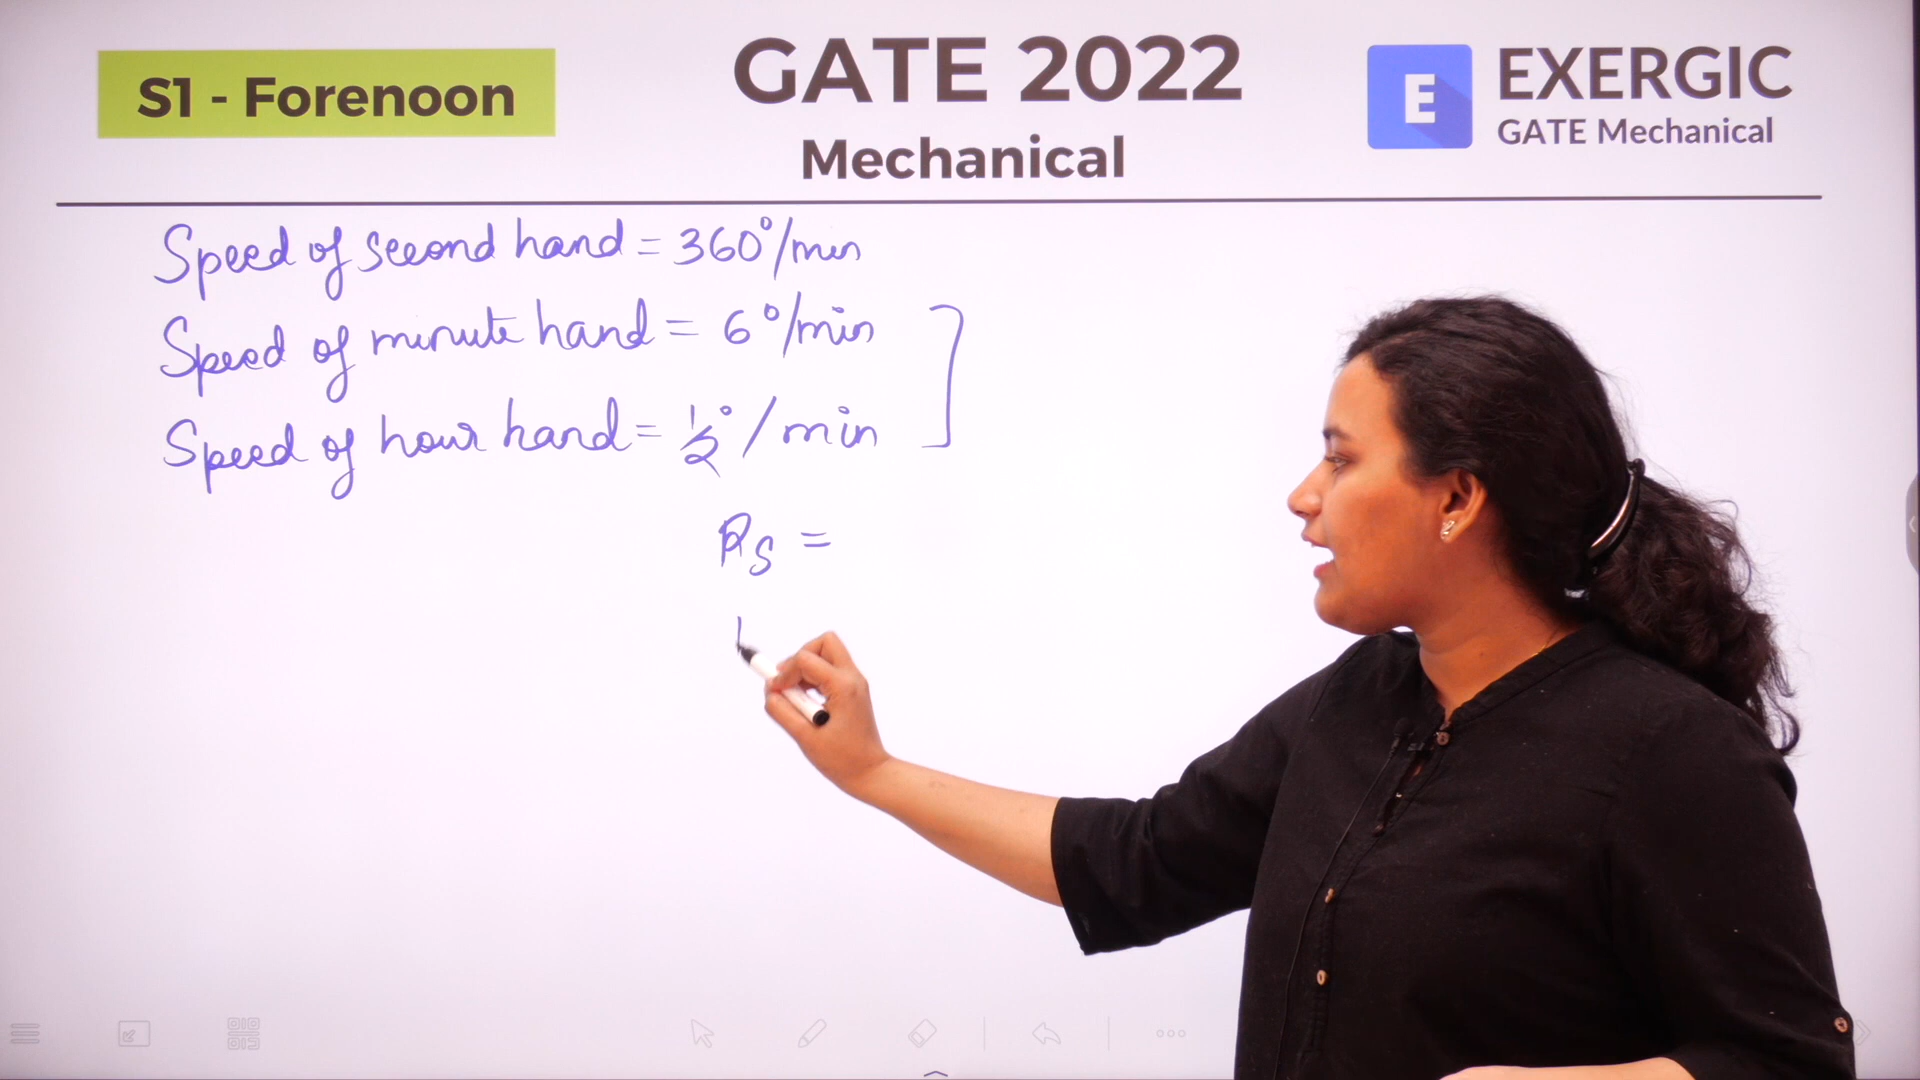 S1 - Forenoon
GATE 2022
Mechanical
E
EXERGIC
GATE Mechanical
Speed of second hand = 360°/min
Speed of minute hand = 6°/min
Speed of hour hand = 1/2°/min
RS =